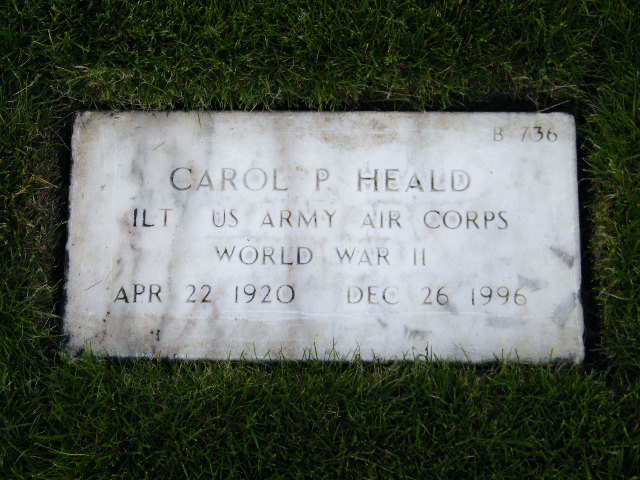 B 736
CAROL P HEALD
1LT US ARMY AIR CORPS
WORLD WAR II
APR 22 1920 DEC 26 1996